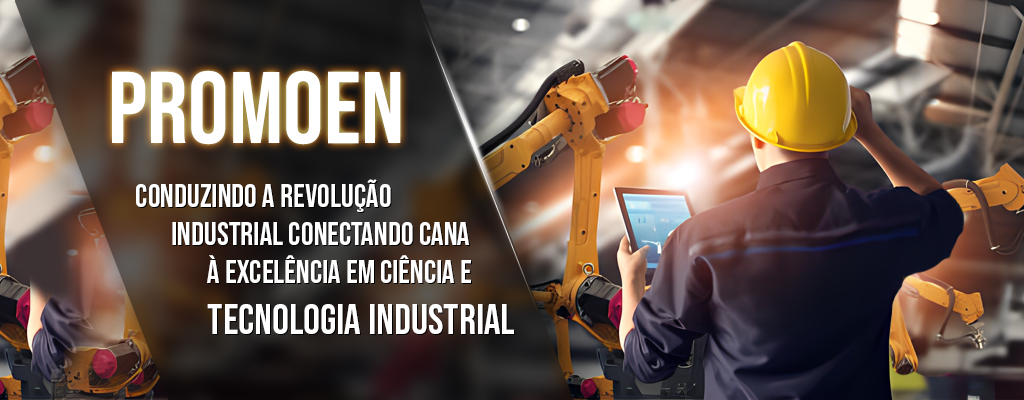 PROMOEN
CONDUZINDO A REVOLUÇÃO
INDUSTRIAL CONECTANDO CANA
À EXCELÊNCIA EM CIÊNCIA E
TECNOLOGIA INDUSTRIAL